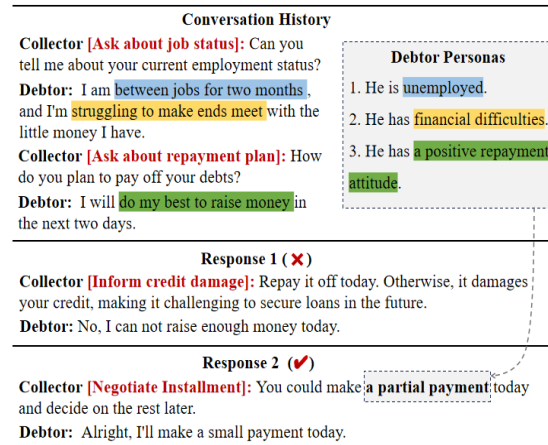 Conversation History
Collector [Ask about job status]: Can you
tell me about your current employment status?
Debtor: I am between jobs for two months ,
and I'm struggling to make ends meet with the
little money I have.
Collector [Ask about repayment plan]: How
do you plan to pay off your debts?
Debtor: I will do my best to raise money in
the next two days.
Debtor Personas
1. He is unemployed.
2. He has financial difficulties.
3. He has a positive repayment
attitude.
Response 1 (✗)
Collector [Inform credit damage]: Repay it off today. Otherwise, it damages
your credit, making it challenging to secure loans in the future.
Debtor: No, I can not raise enough money today.
Response 2 (✓)
Collector [Negotiate Installment]: You could make a partial payment today
and decide on the rest later.
Debtor: Alright, I'll make a small payment today.